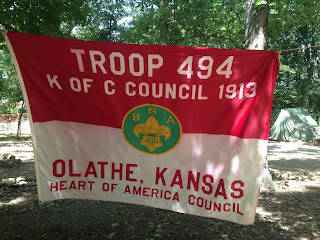 TROOP 494
K OF C COUNCIL 1913
BSA
OLATHE, KANSAS
HEART OF AMERICA COUNCIL